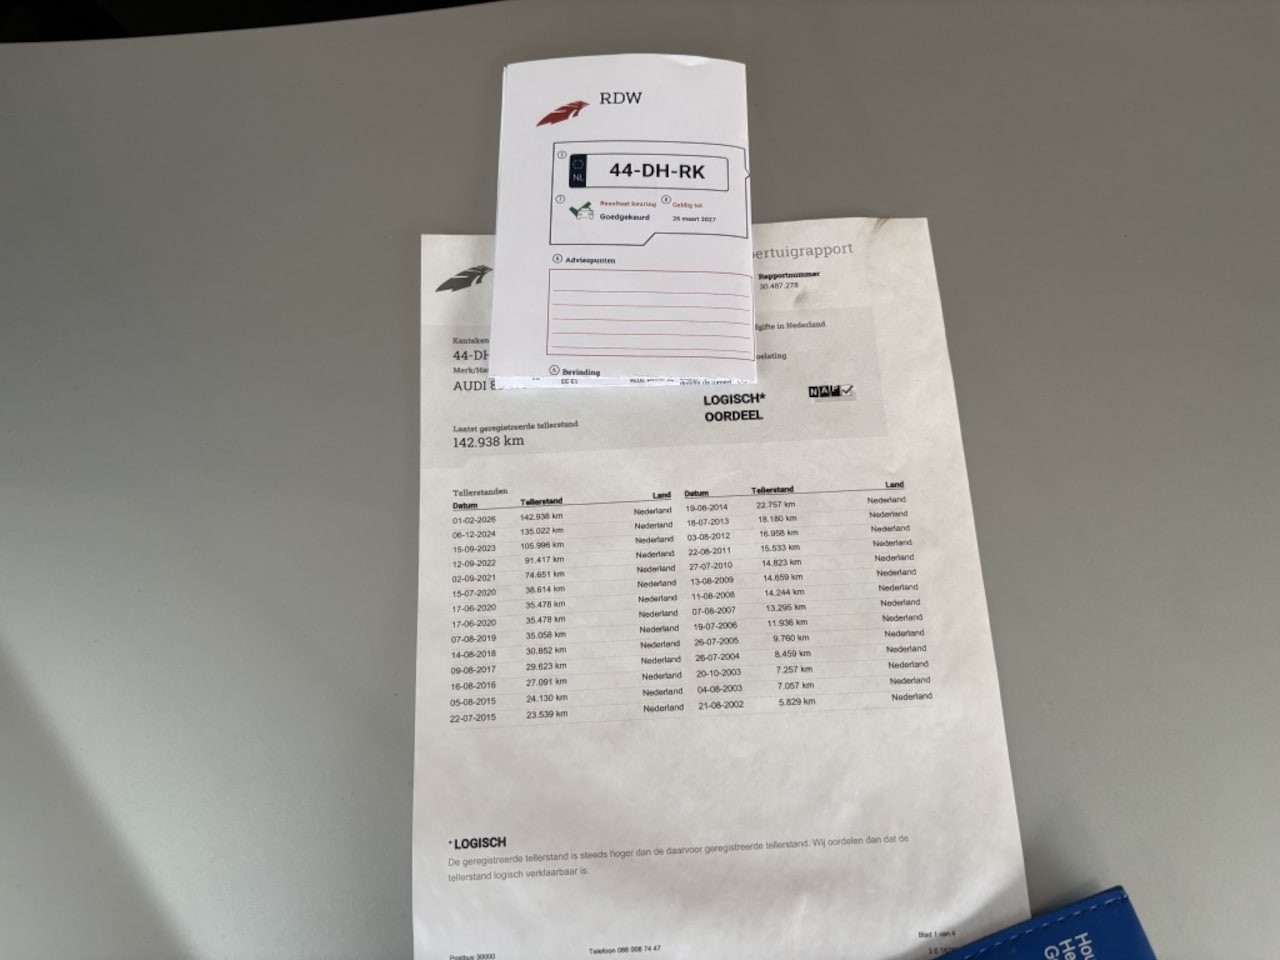 RDW
2
NL
44-DH-RK
7
Resultaat keuring
Goedgekeurd
8
Geldig tot
26 maart 2027
Adviespunten
Bevinding
ertuigrapport
Rapportnummer
30.487.278
fgifte in Nederland
oelating
Kenteken
44-DH
Merk/Ha
AUDI 8
LOGISCH*
OORDEEL
NAP
Laatst geregistreerde tellerstand
142.938 km
Tellerstanden
Datum Tellerstand Land Datum Tellerstand Land
01-02-2026 142.938 km Nederland 19-08-2014 22.757 km Nederland
06-12-2024 135.022 km Nederland 18-07-2013 18.180 km Nederland
15-09-2023 105.996 km Nederland 03-08-2012 16.958 km Nederland
12-09-2022 91.417 km Nederland 22-08-2011 15.533 km Nederland
02-09-2021 74.651 km Nederland 27-07-2010 14.823 km Nederland
15-07-2020 38.614 km Nederland 13-08-2009 14.659 km Nederland
17-06-2020 35.478 km Nederland 11-08-2008 14.244 km Nederland
17-06-2020 35.478 km Nederland 07-08-2007 13.295 km Nederland
07-08-2019 35.058 km Nederland 19-07-2006 11.936 km Nederland
14-08-2018 30.852 km Nederland 26-07-2005 9.760 km Nederland
09-08-2017 29.623 km Nederland 26-07-2004 8.459 km Nederland
16-08-2016 27.091 km Nederland 20-10-2003 7.257 km Nederland
05-08-2015 24.130 km Nederland 04-08-2003 7.057 km Nederland
22-07-2015 23.539 km Nederland 21-08-2002 5.829 km Nederland
* LOGISCH
De geregistreerde tellerstand is steeds hoger dan de daarvoor geregistreerde tellerstand. Wij oordelen dan dat de
tellerstand logisch verklaarbaar is.
Blad 1 van 4
Postbus 30000
Telefoon 088 008 74 47
Hou
He
G